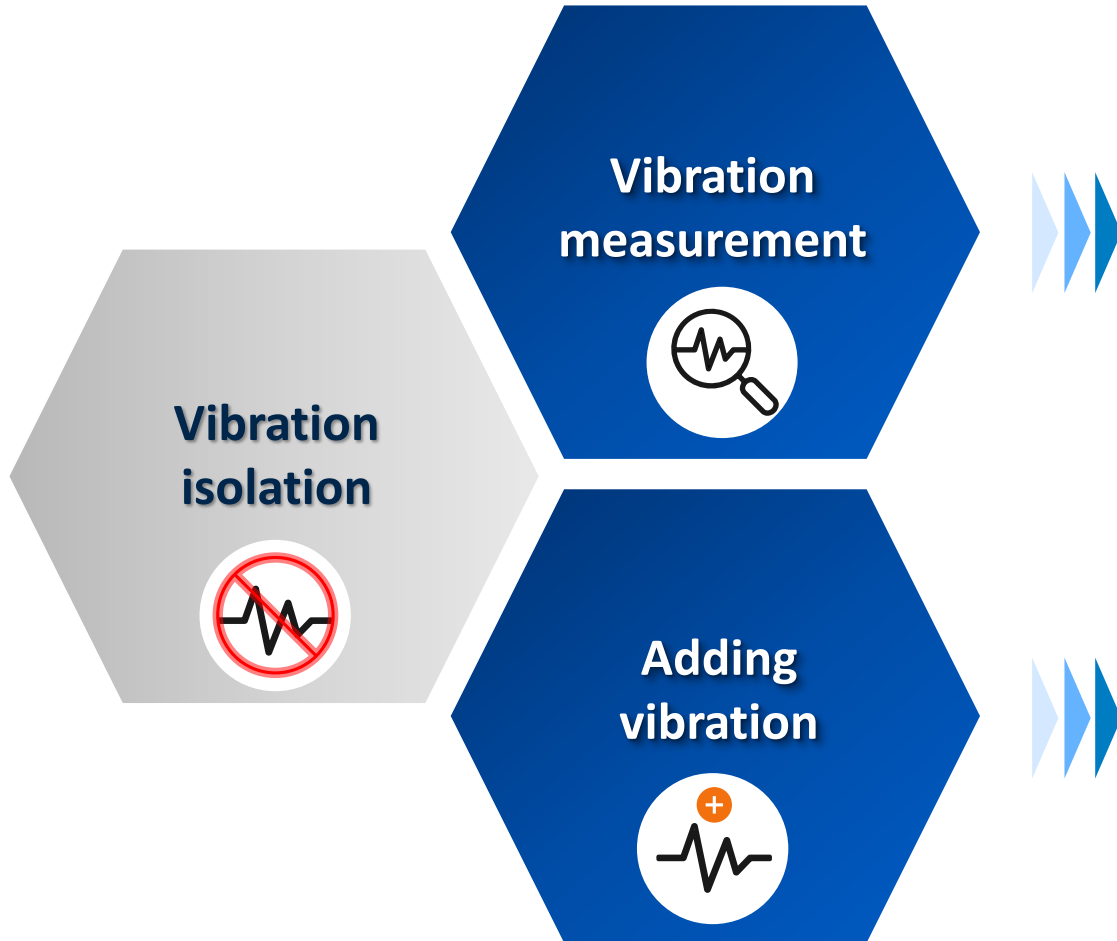 Vibration
measurement
Vibration
isolation
Adding
vibration